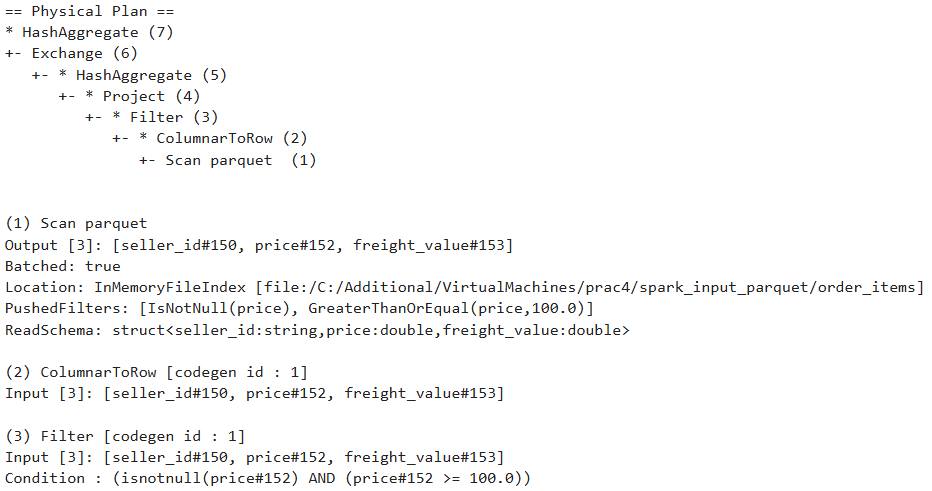 == Physical Plan ==
* HashAggregate (7)
+- Exchange (6)
   +- * HashAggregate (5)
      +- * Project (4)
         +- * Filter (3)
            +- * ColumnarToRow (2)
               +- Scan parquet  (1)


(1) Scan parquet
Output [3]: [seller_id#150, price#152, freight_value#153]
Batched: true
Location: InMemoryFileIndex [file:/C:/Additional/VirtualMachines/prac4/spark_input_parquet/order_items]
PushedFilters: [IsNotNull(price), GreaterThanOrEqual(price,100.0)]
ReadSchema: struct<seller_id:string,price:double,freight_value:double>

(2) ColumnarToRow [codegen id : 1]
Input [3]: [seller_id#150, price#152, freight_value#153]

(3) Filter [codegen id : 1]
Input [3]: [seller_id#150, price#152, freight_value#153]
Condition : (isnotnull(price#152) AND (price#152 >= 100.0))